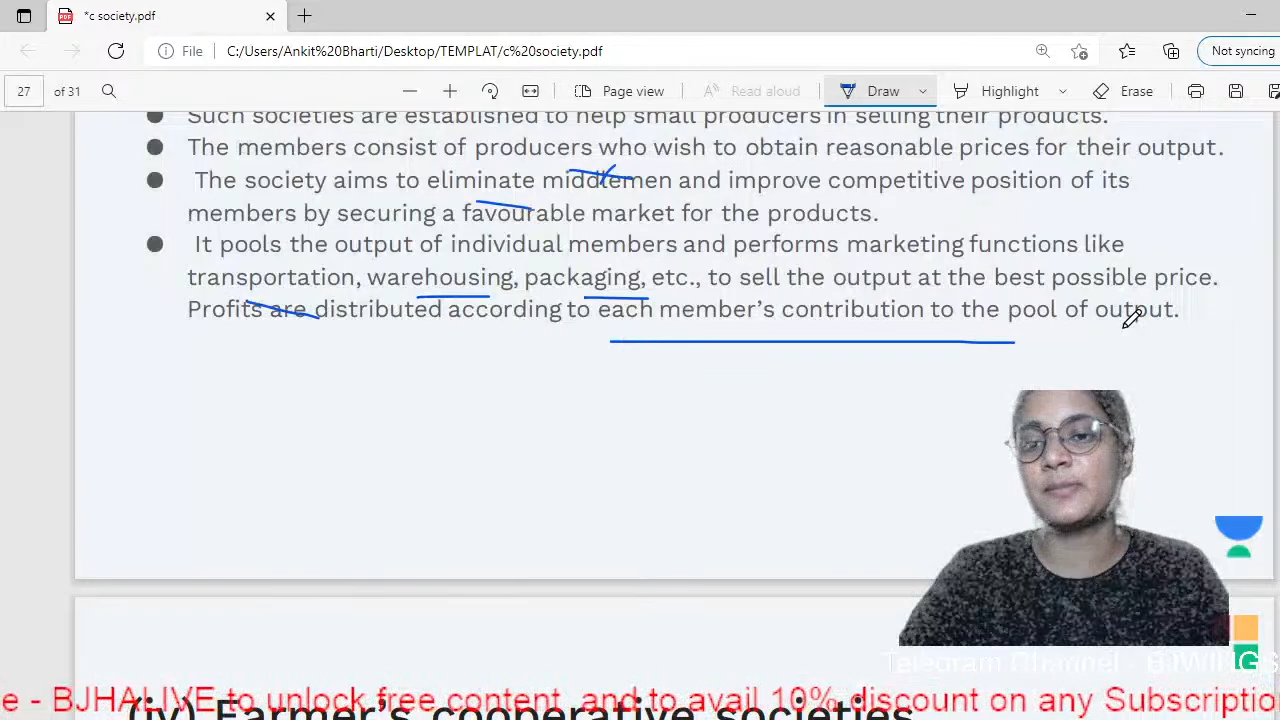 *c society.pdf
File
C:/Users/Ankit%20Bharti/Desktop/TEMPLAT/c%20society.pdf
Not syncing
27 of 31
Page view
Read aloud
Draw
Highlight
Erase
Such societies are established to help small producers in selling their products.
The members consist of producers who wish to obtain reasonable prices for their output.
The society aims to eliminate middlemen and improve competitive position of its
members by securing a favourable market for the products.
It pools the output of individual members and performs marketing functions like
transportation, warehousing, packaging, etc., to sell the output at the best possible price.
Profits are distributed according to each member’s contribution to the pool of output.
Telegram Channel - BJWINGS
e - BJHALIVE to unlock free content and to avail 10% discount on any Subscriptio
(iv) Farmer’s cooperative societies